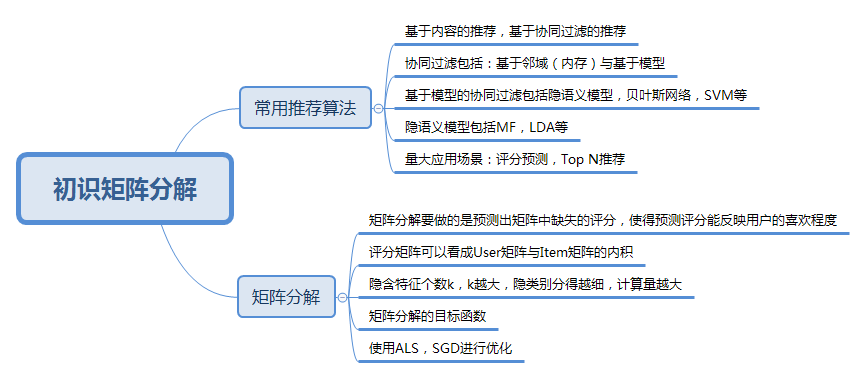 初识矩阵分解
常用推荐算法
基于内容的推荐，基于协同过滤的推荐
协同过滤包括：基于邻域（内存）与基于模型
基于模型的协同过滤包括隐语义模型，贝叶斯网络，SVM等
隐语义模型包括MF，LDA等
量大应用场景：评分预测，Top N推荐
矩阵分解
矩阵分解要做的是预测出矩阵中缺失的评分，使得预测评分能反映用户的喜欢程度
评分矩阵可以看成User矩阵与Item矩阵的内积
隐含特征个数k，k越大，隐类别分得越细，计算量越大
矩阵分解的目标函数
使用ALS，SGD进行优化